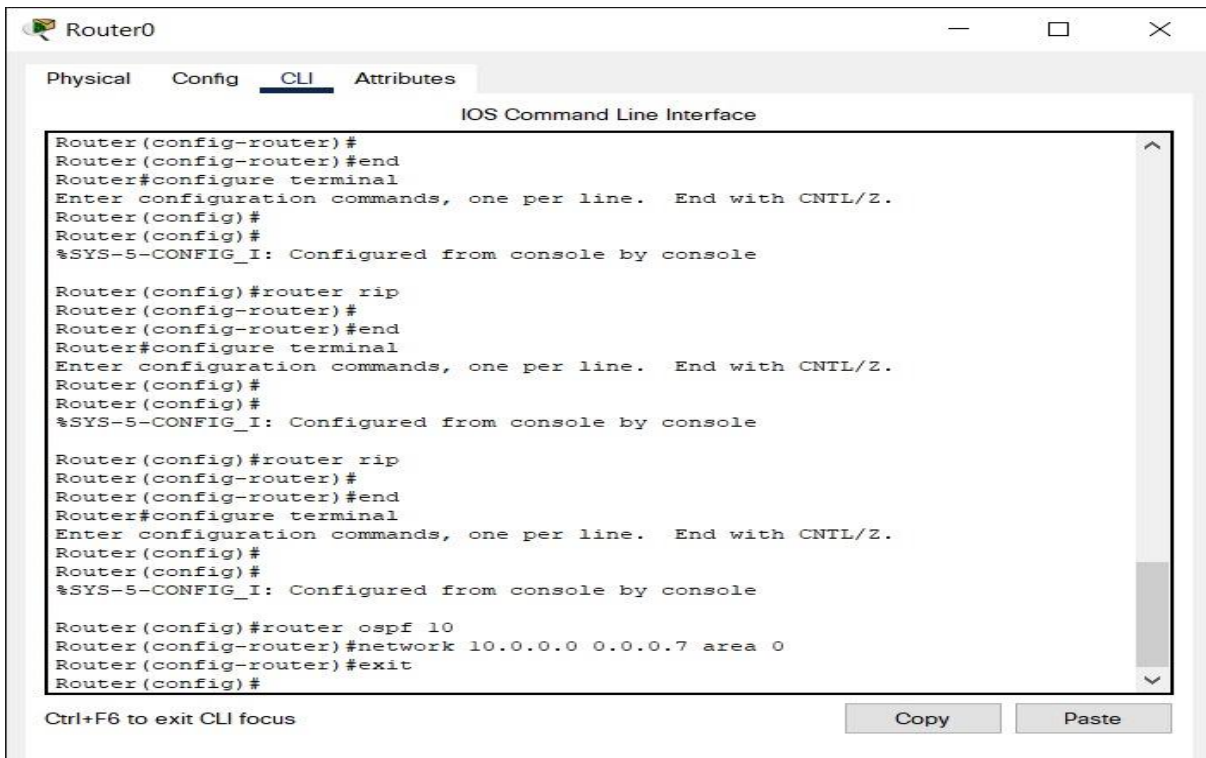 Router0
Physical Config CLI Attributes
IOS Command Line Interface
Router(config-router)#
Router(config-router)#end
Router#configure terminal
Enter configuration commands, one per line.  End with CNTL/Z.
Router(config)#
Router(config)#
%SYS-5-CONFIG_I: Configured from console by console
Router(config)#router rip
Router(config-router)#
Router(config-router)#end
Router#configure terminal
Enter configuration commands, one per line.  End with CNTL/Z.
Router(config)#
Router(config)#
%SYS-5-CONFIG_I: Configured from console by console
Router(config)#router rip
Router(config-router)#
Router(config-router)#end
Router#configure terminal
Enter configuration commands, one per line.  End with CNTL/Z.
Router(config)#
Router(config)#
%SYS-5-CONFIG_I: Configured from console by console
Router(config)#router ospf 10
Router(config-router)#network 10.0.0.0 0.0.0.7 area 0
Router(config-router)#exit
Router(config)#
Ctrl+F6 to exit CLI focus Copy Paste